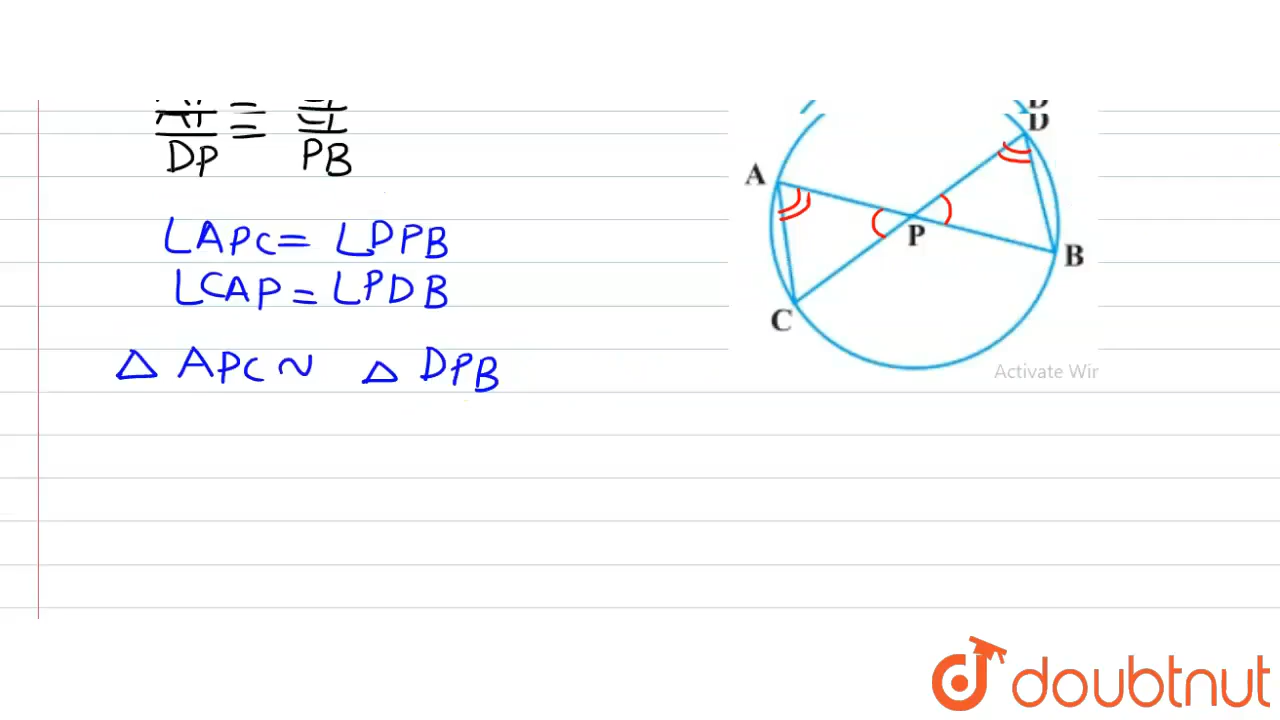 DP = PB
∠APC = ∠DPB
∠CAP = ∠PDB
△ APC ~ △ DPB
D
A
P
B
C
Activate Wir
doubtnut